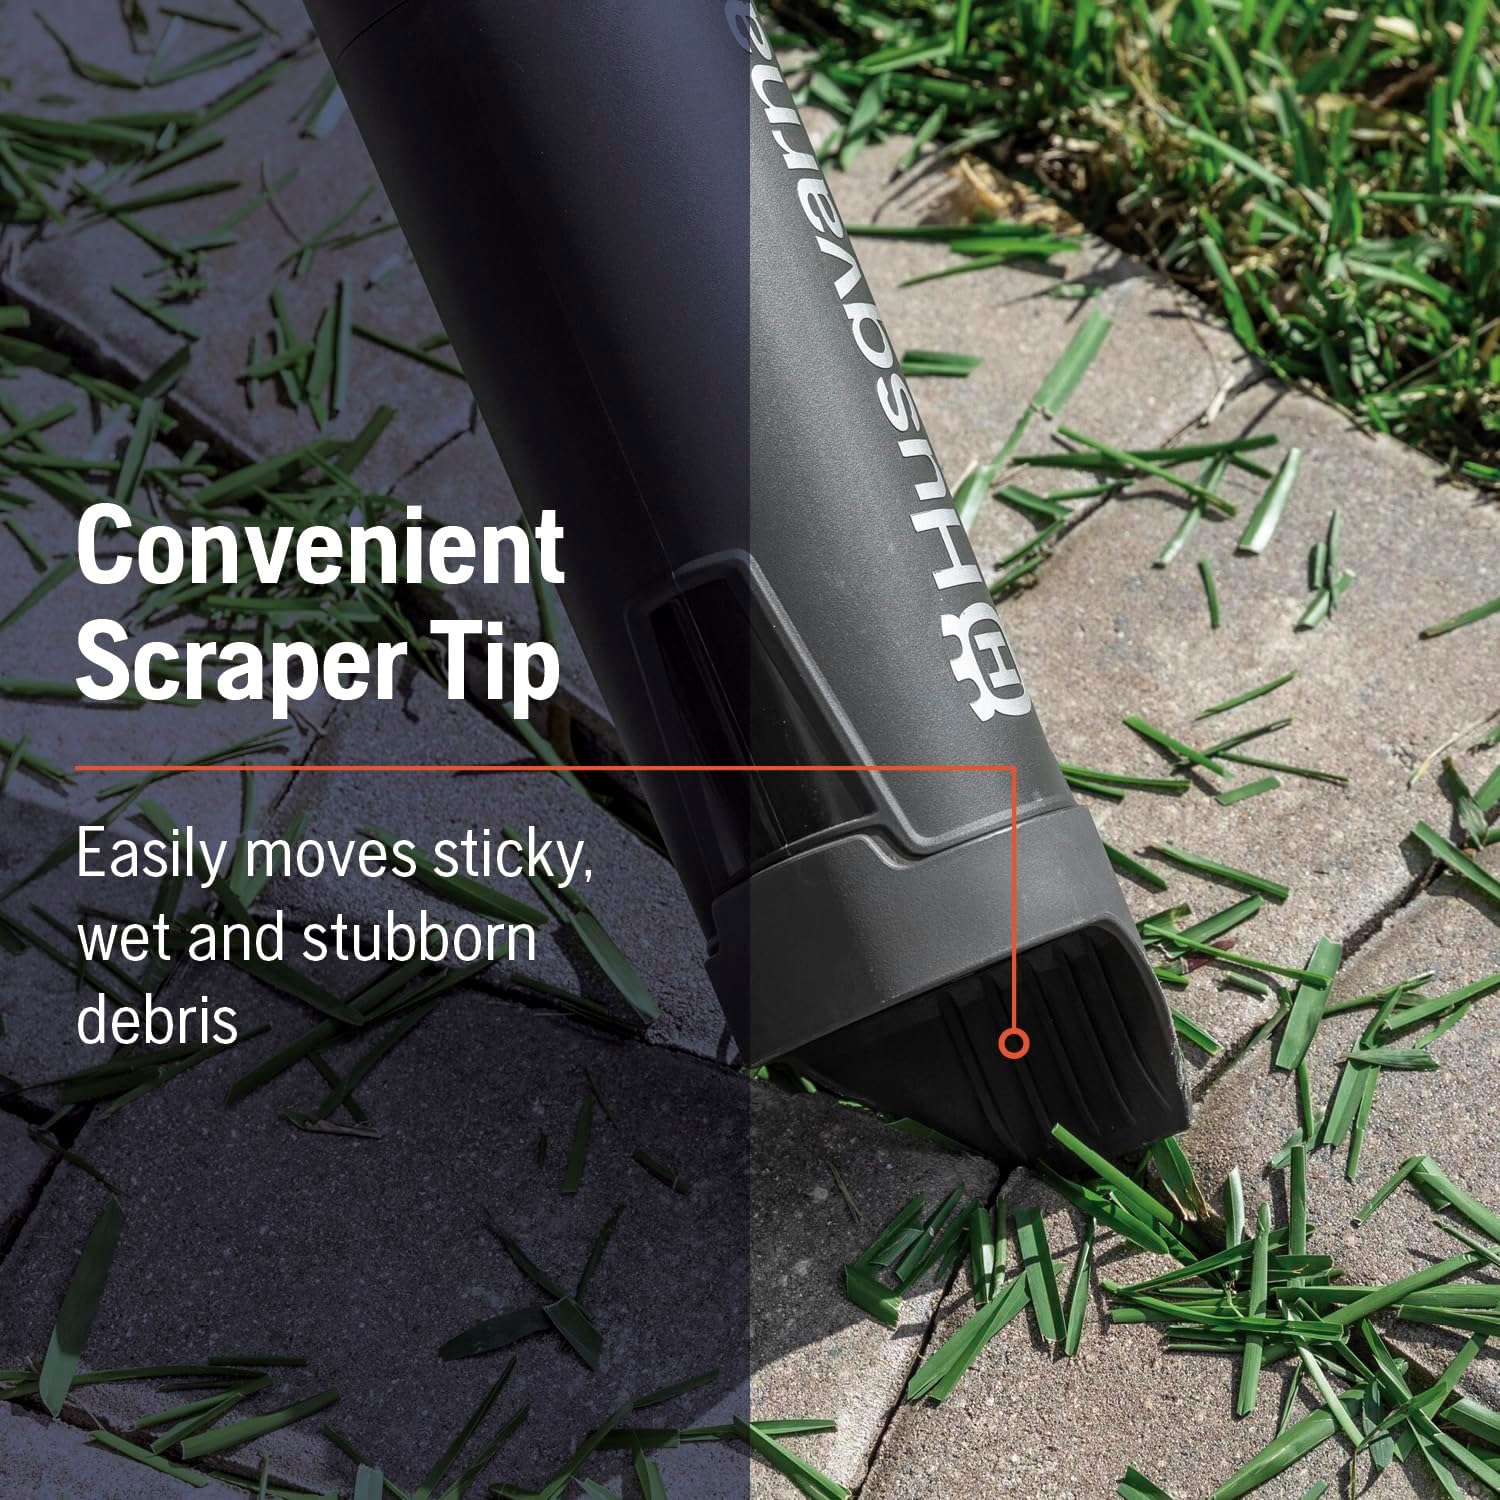 Convenient
Scraper Tip
Easily moves sticky,
wet and stubborn
debris
Husqvarna